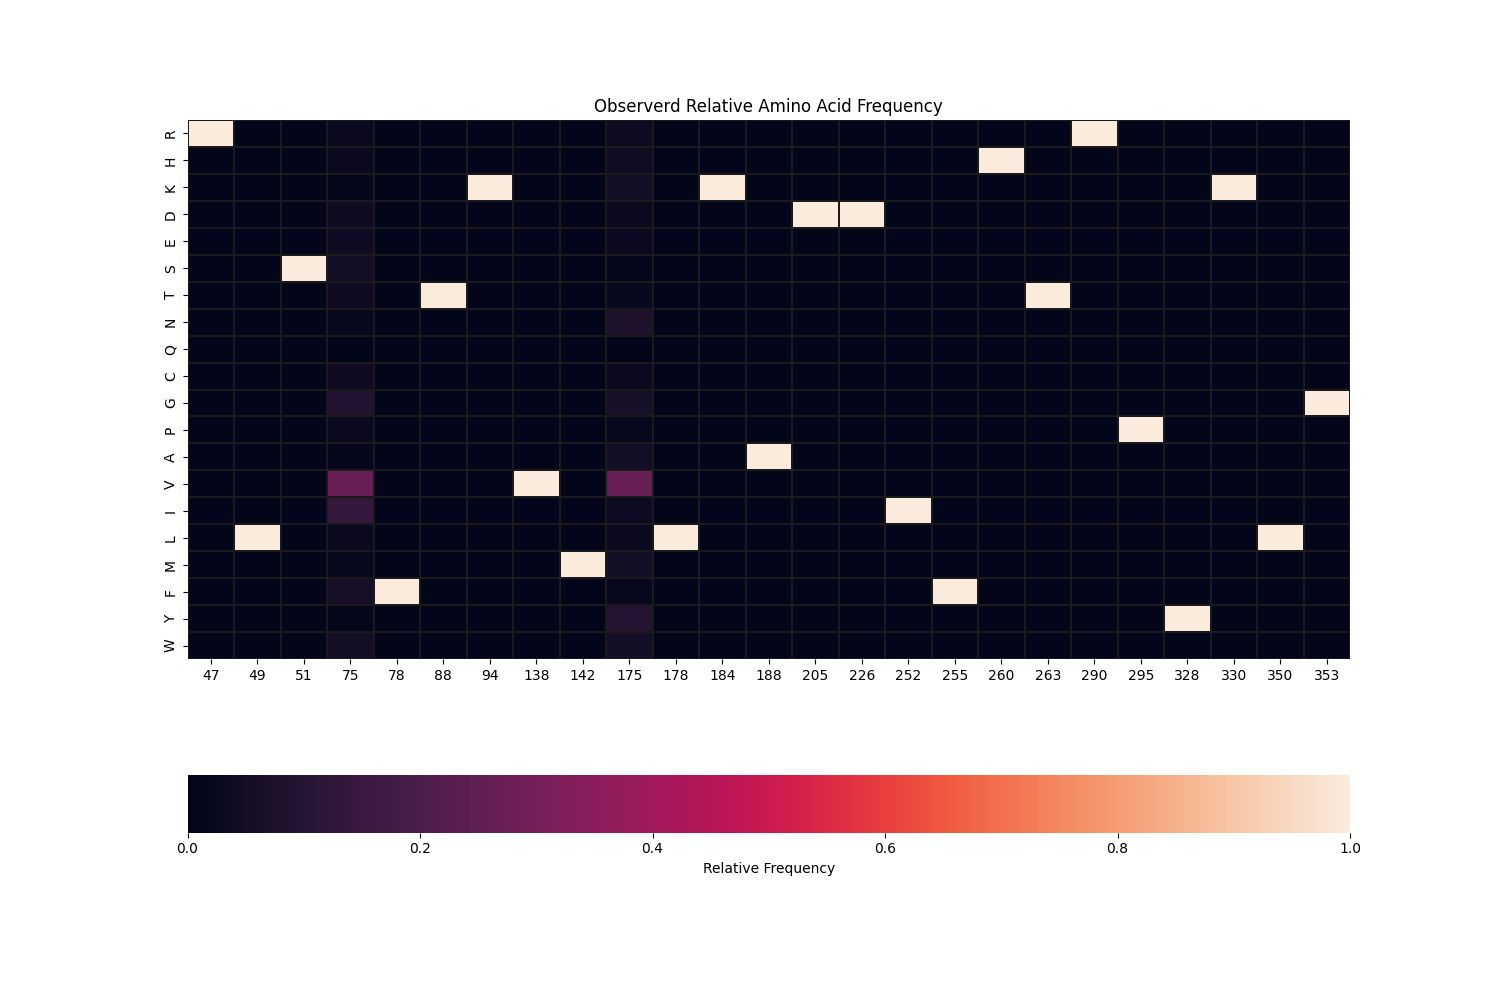 Observerd Relative Amino Acid Frequency
R
H
K
D
E
S
T
N
Q
C
G
P
A
V
I
L
M
F
Y
W
47 49 51 75 78 88 94 138 142 175 178 184 188 205 226 252 255 260 263 290 295 328 330 350 353
0.0 0.2 0.4 0.6 0.8 1.0
Relative Frequency